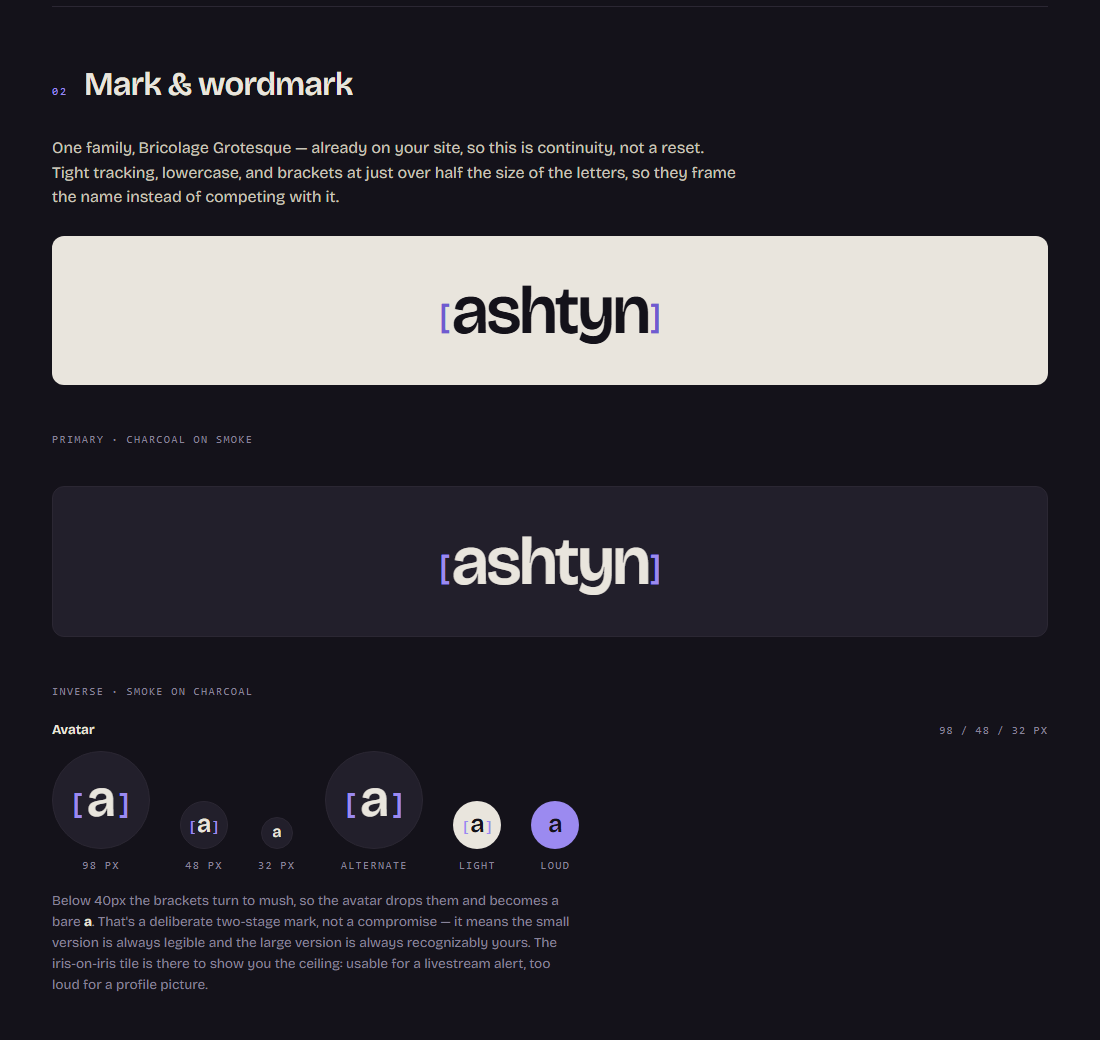 02 Mark & wordmark
One family, Bricolage Grotesque — already on your site, so this is continuity, not a reset.
Tight tracking, lowercase, and brackets at just over half the size of the letters, so they frame
the name instead of competing with it.
[ashtyn]
PRIMARY · CHARCOAL ON SMOKE
[ashtyn]
INVERSE · SMOKE ON CHARCOAL
Avatar 98 / 48 / 32 PX
[a] [a] a [a] [a] a
98 PX 48 PX 32 PX ALTERNATE LIGHT LOUD
Below 40px the brackets turn to mush, so the avatar drops them and becomes a
bare a. That's a deliberate two-stage mark, not a compromise — it means the small
version is always legible and the large version is always recognizably yours. The
iris-on-iris tile is there to show you the ceiling: usable for a livestream alert, too
loud for a profile picture.